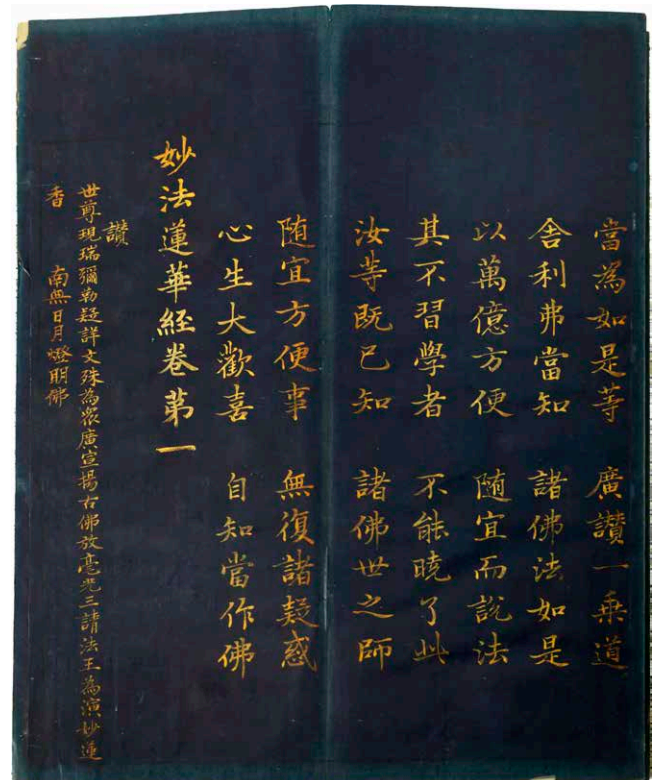 當為如是等 廣讚一乗道
舍利弗當知 諸佛法如是
以萬億方便 随宜而說法
其不習學者 不能曉了此
汝等既已知 諸佛世之師
随宜方便事 無復諸疑惑
心生大歡喜 自知當作佛
妙法蓮華經卷第一
讃
世尊現瑞彌勒疑詳文殊為衆廣宣揚古佛放毫光三請法王為演妙蓮
香 南無日月燈明佛